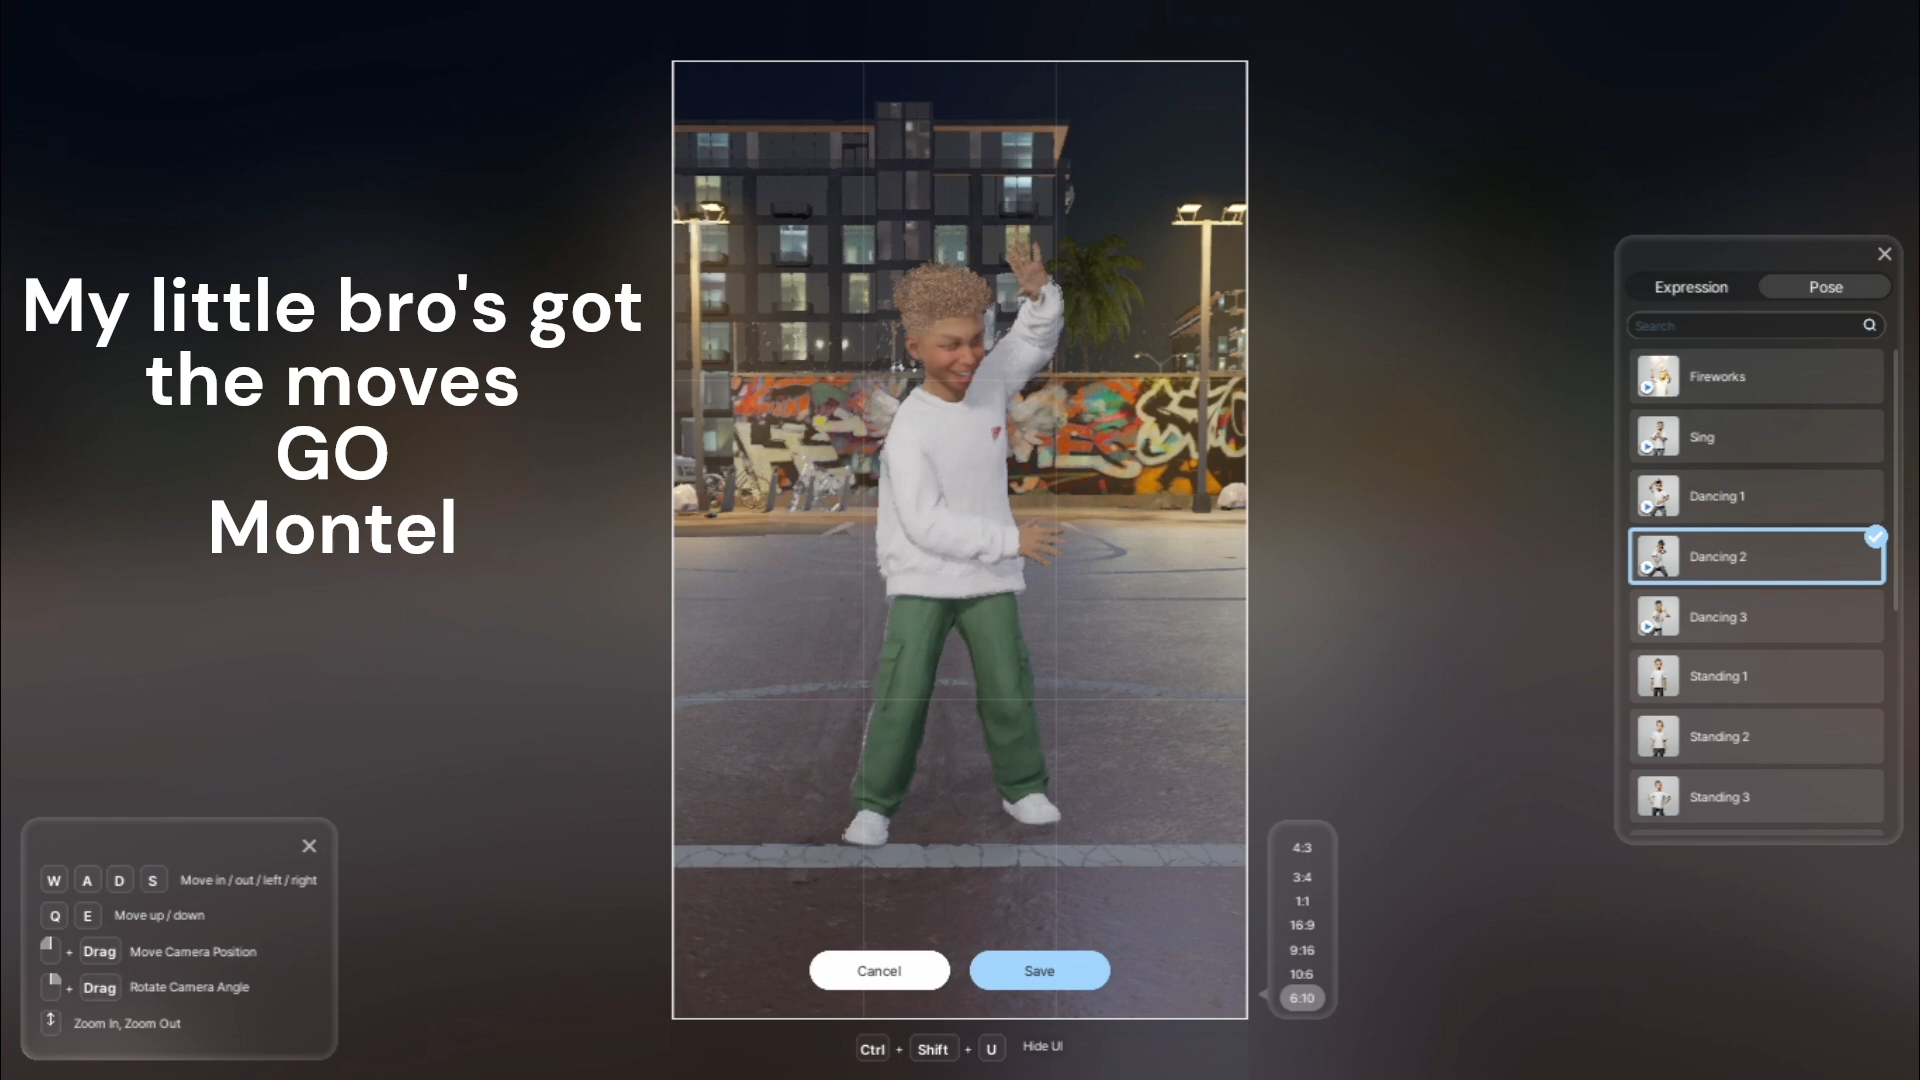 My little bro's got
the moves
GO
Montel
Expression
Pose
Search
Fireworks
Sing
Dancing 1
Dancing 2
Dancing 3
Standing 1
Standing 2
Standing 3
W A D S Move in / out / left / right
Q E Move up / down
+ Drag Move Camera Position
+ Drag Rotate Camera Angle
Zoom In, Zoom Out
4:3
3:4
1:1
16:9
9:16
10:6
6:10
Cancel
Save
Ctrl + Shift + U Hide UI